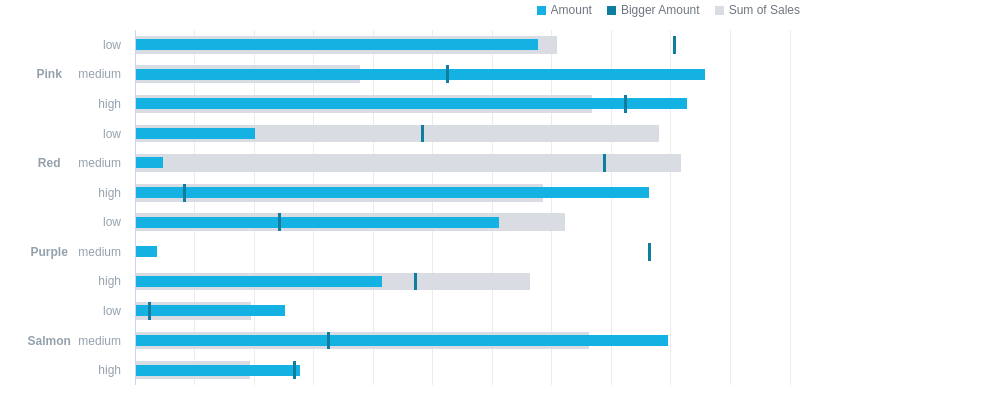 Amount Bigger Amount Sum of Sales
low
Pink medium
high
low
Red medium
high
low
Purple medium
high
low
Salmon medium
high